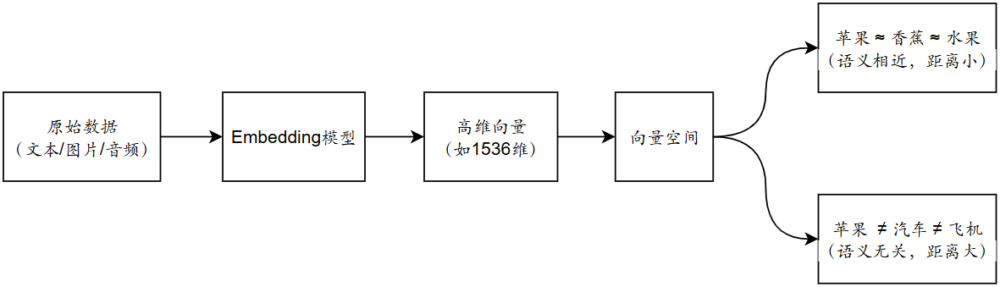 原始数据
（文本/图片/音频）
Embedding模型
高维向量
（如1536维）
向量空间
苹果 ≈ 香蕉 ≈ 水果
（语义相近，距离小）
苹果 ≠ 汽车 ≠ 飞机
（语义无关，距离大）